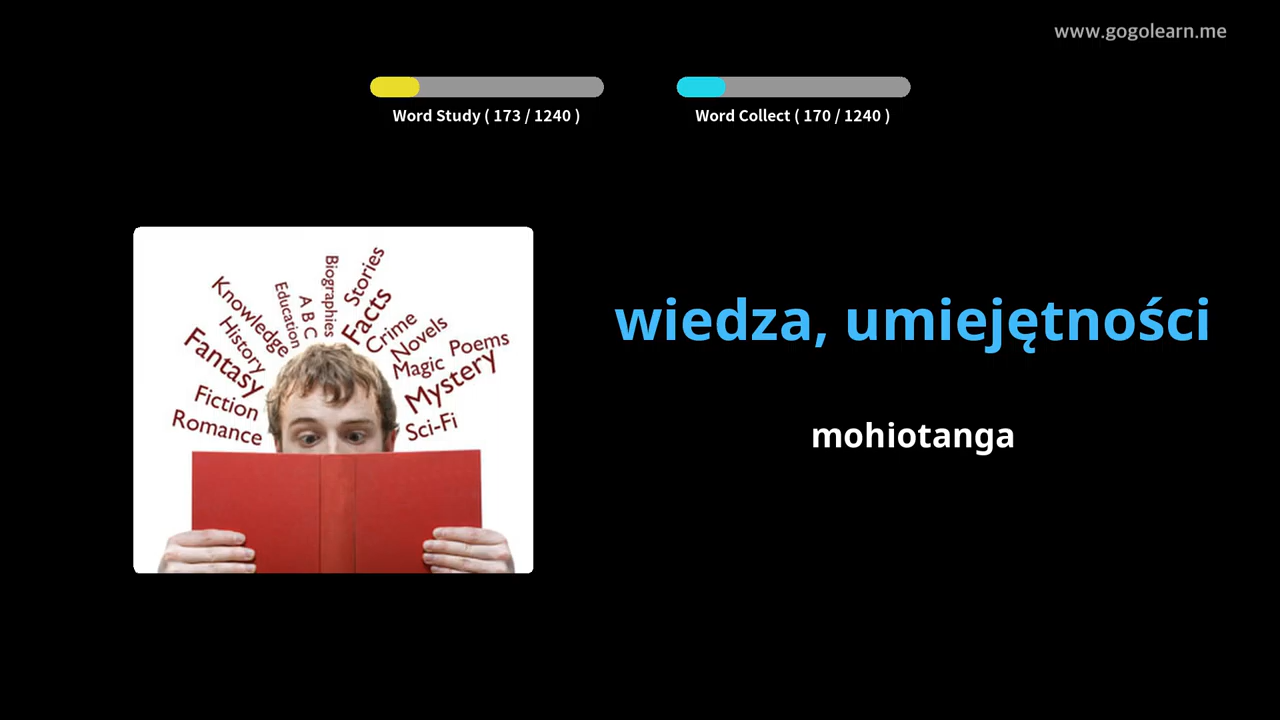 www.gogolearn.me
Word Study ( 173 / 1240 )
Word Collect ( 170 / 1240 )
wiedza, umiejętności
mohiotanga
Knowledge
History
Fantasy
Fiction
Romance
Education
A B C
Biographies
Stories
Facts
Crime
Novels
Magic
Poems
Mystery
Sci-Fi